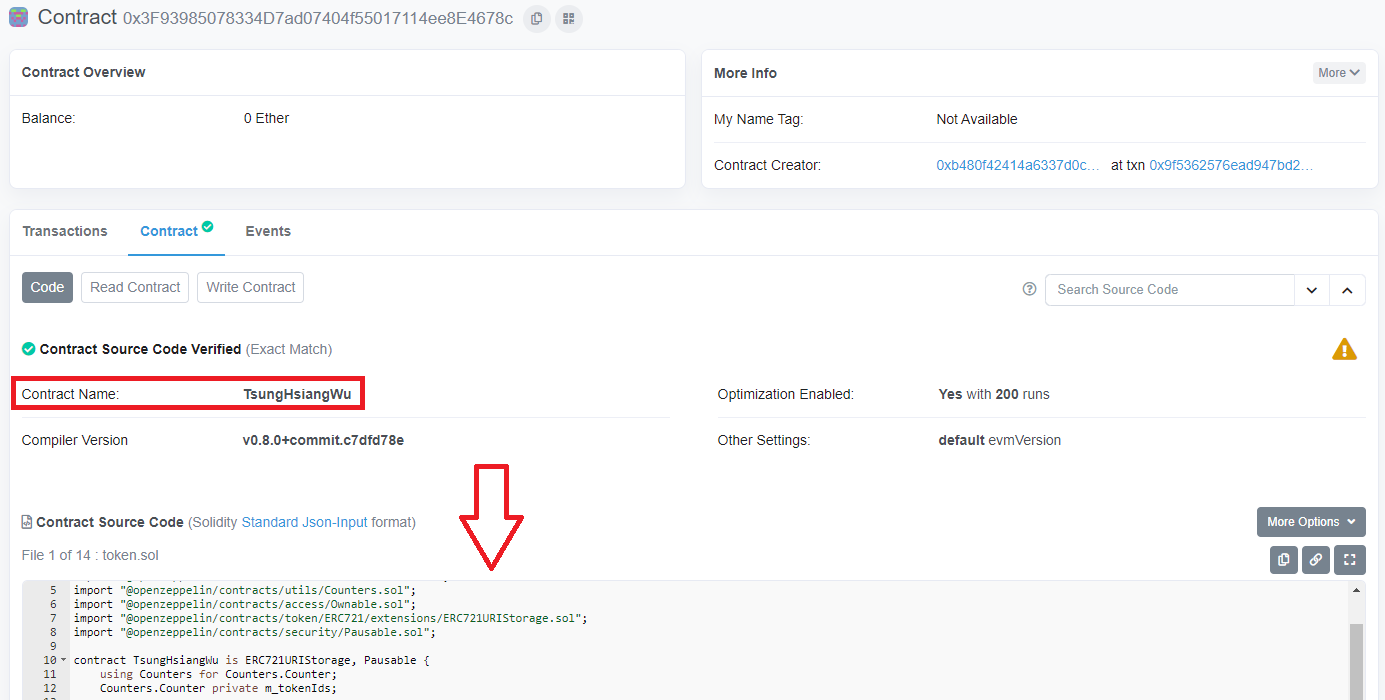 Contract 0x3F93985078334D7ad07404f55017114ee8E4678c
Contract Overview
Balance: 0 Ether
More Info
More
My Name Tag: Not Available
Contract Creator: 0xb480f42414a6337d0c... at txn 0x9f5362576ead947bd2...
Transactions Contract Events
Code Read Contract Write Contract
Search Source Code
Contract Source Code Verified (Exact Match)
Contract Name: TsungHsiangWu
Optimization Enabled: Yes with 200 runs
Compiler Version v0.8.0+commit.c7dfd78e
Other Settings: default evmVersion
Contract Source Code (Solidity Standard Json-Input format)
More Options
File 1 of 14 : token.sol
5 import "@openzeppelin/contracts/utils/Counters.sol";
6 import "@openzeppelin/contracts/access/Ownable.sol";
7 import "@openzeppelin/contracts/token/ERC721/extensions/ERC721URIStorage.sol";
8 import "@openzeppelin/contracts/security/Pausable.sol";
9
10 contract TsungHsiangWu is ERC721URIStorage, Pausable {
11 using Counters for Counters.Counter;
12 Counters.Counter private m_tokenIds;